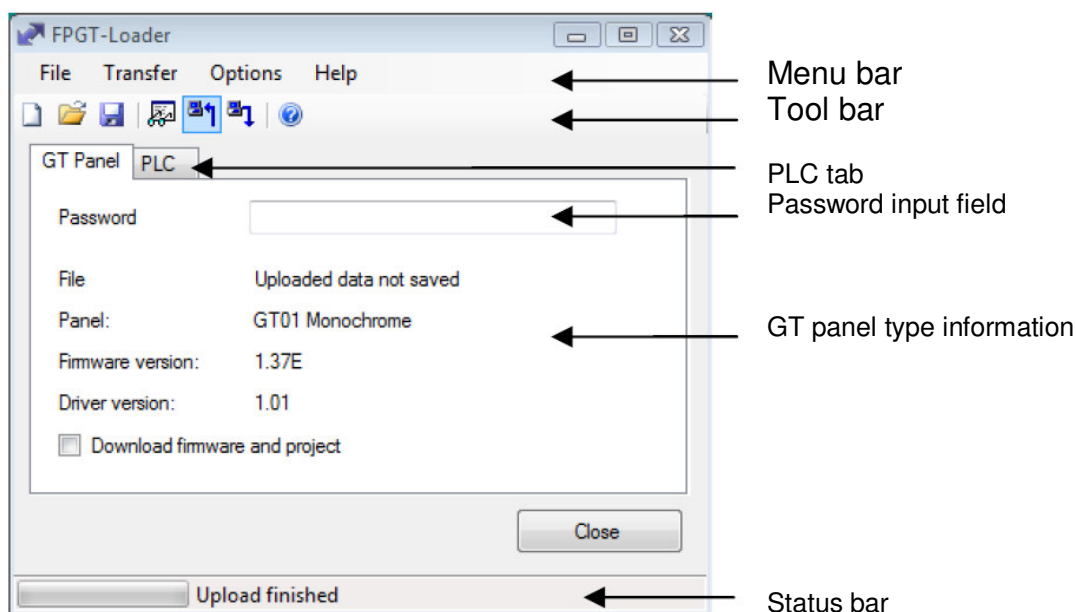 FPGT-Loader
File Transfer Options Help
Menu bar
Tool bar
GT Panel PLC
PLC tab
Password
Password input field
File Uploaded data not saved
Panel: GT01 Monochrome
GT panel type information
Firmware version: 1.37E
Driver version: 1.01
Download firmware and project
Close
Upload finished
Status bar